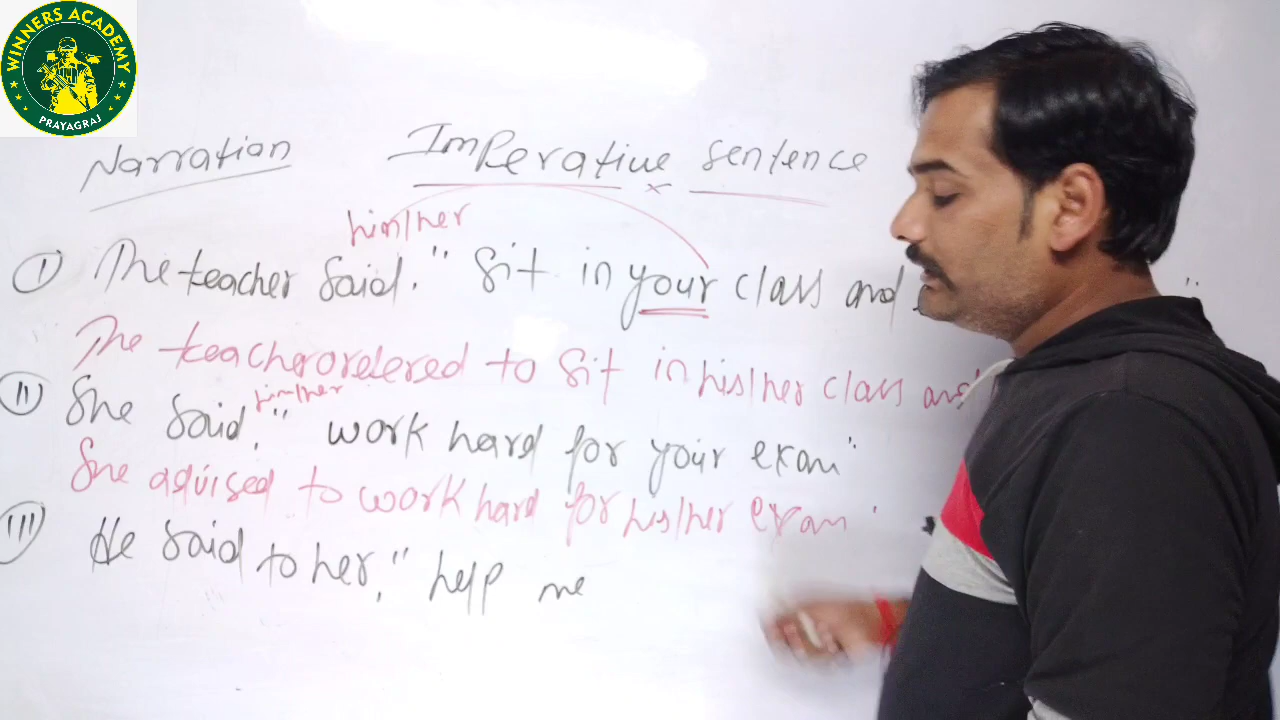 WINNERS ACADEMY
PRAYAGRAJ
Narration Imperative sentence
him/her
(I) The teacher said, " Sit in your class and "
The teacher ordered to sit in his/her class and
him/her
(II) She said, " work hard for your exam"
She advised to work hard for his/her exam.
(III) He said to her, " help me